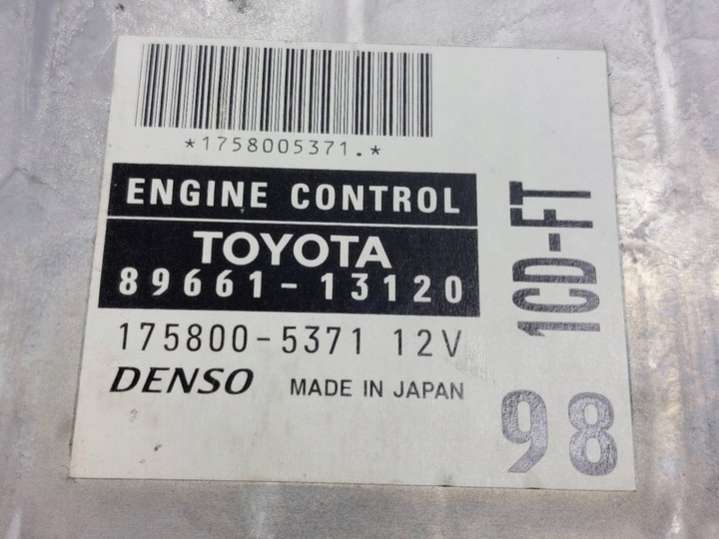 *1758005371.*
ENGINE CONTROL
TOYOTA
89661-13120
175800-5371 12V
DENSO MADE IN JAPAN
1CD-FT
98